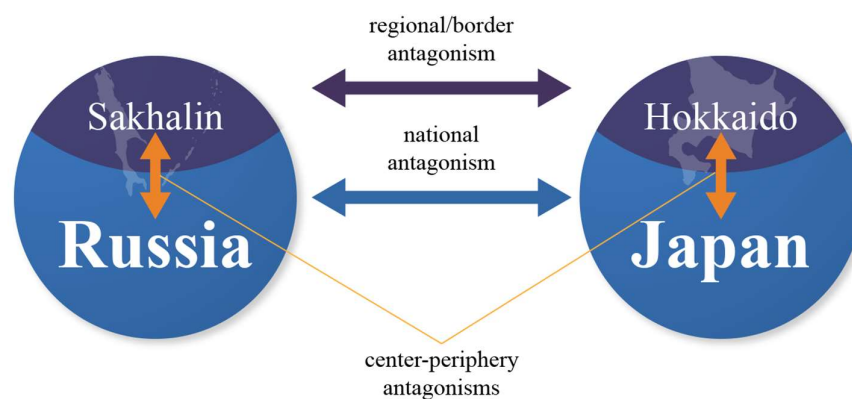 regional/border
antagonism
Sakhalin
Hokkaido
national
antagonism
Russia
Japan
center-periphery
antagonisms